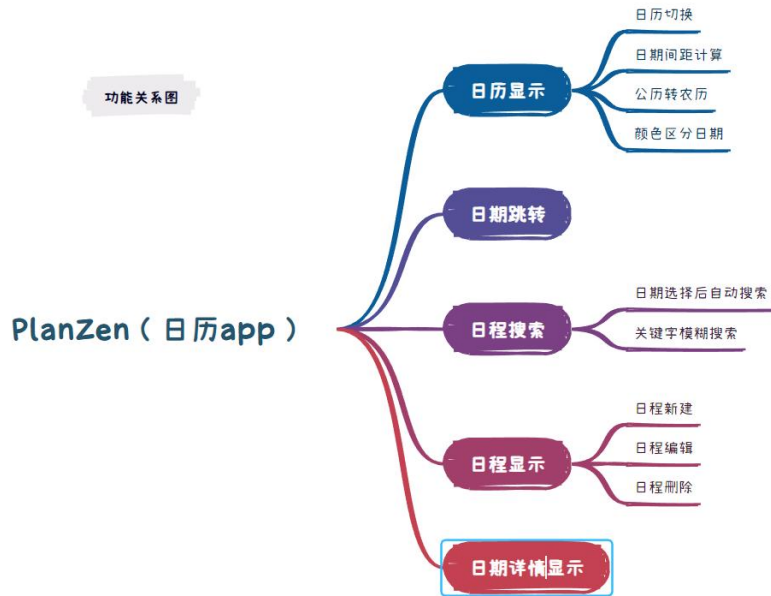 功能关系图
PlanZen（日历app）
日历显示
日历切换
日期间距计算
公历转农历
颜色区分日期
日期跳转
日程搜索
日期选择后自动搜索
关键字模糊搜索
日程显示
日程新建
日程编辑
日程删除
日期详情显示